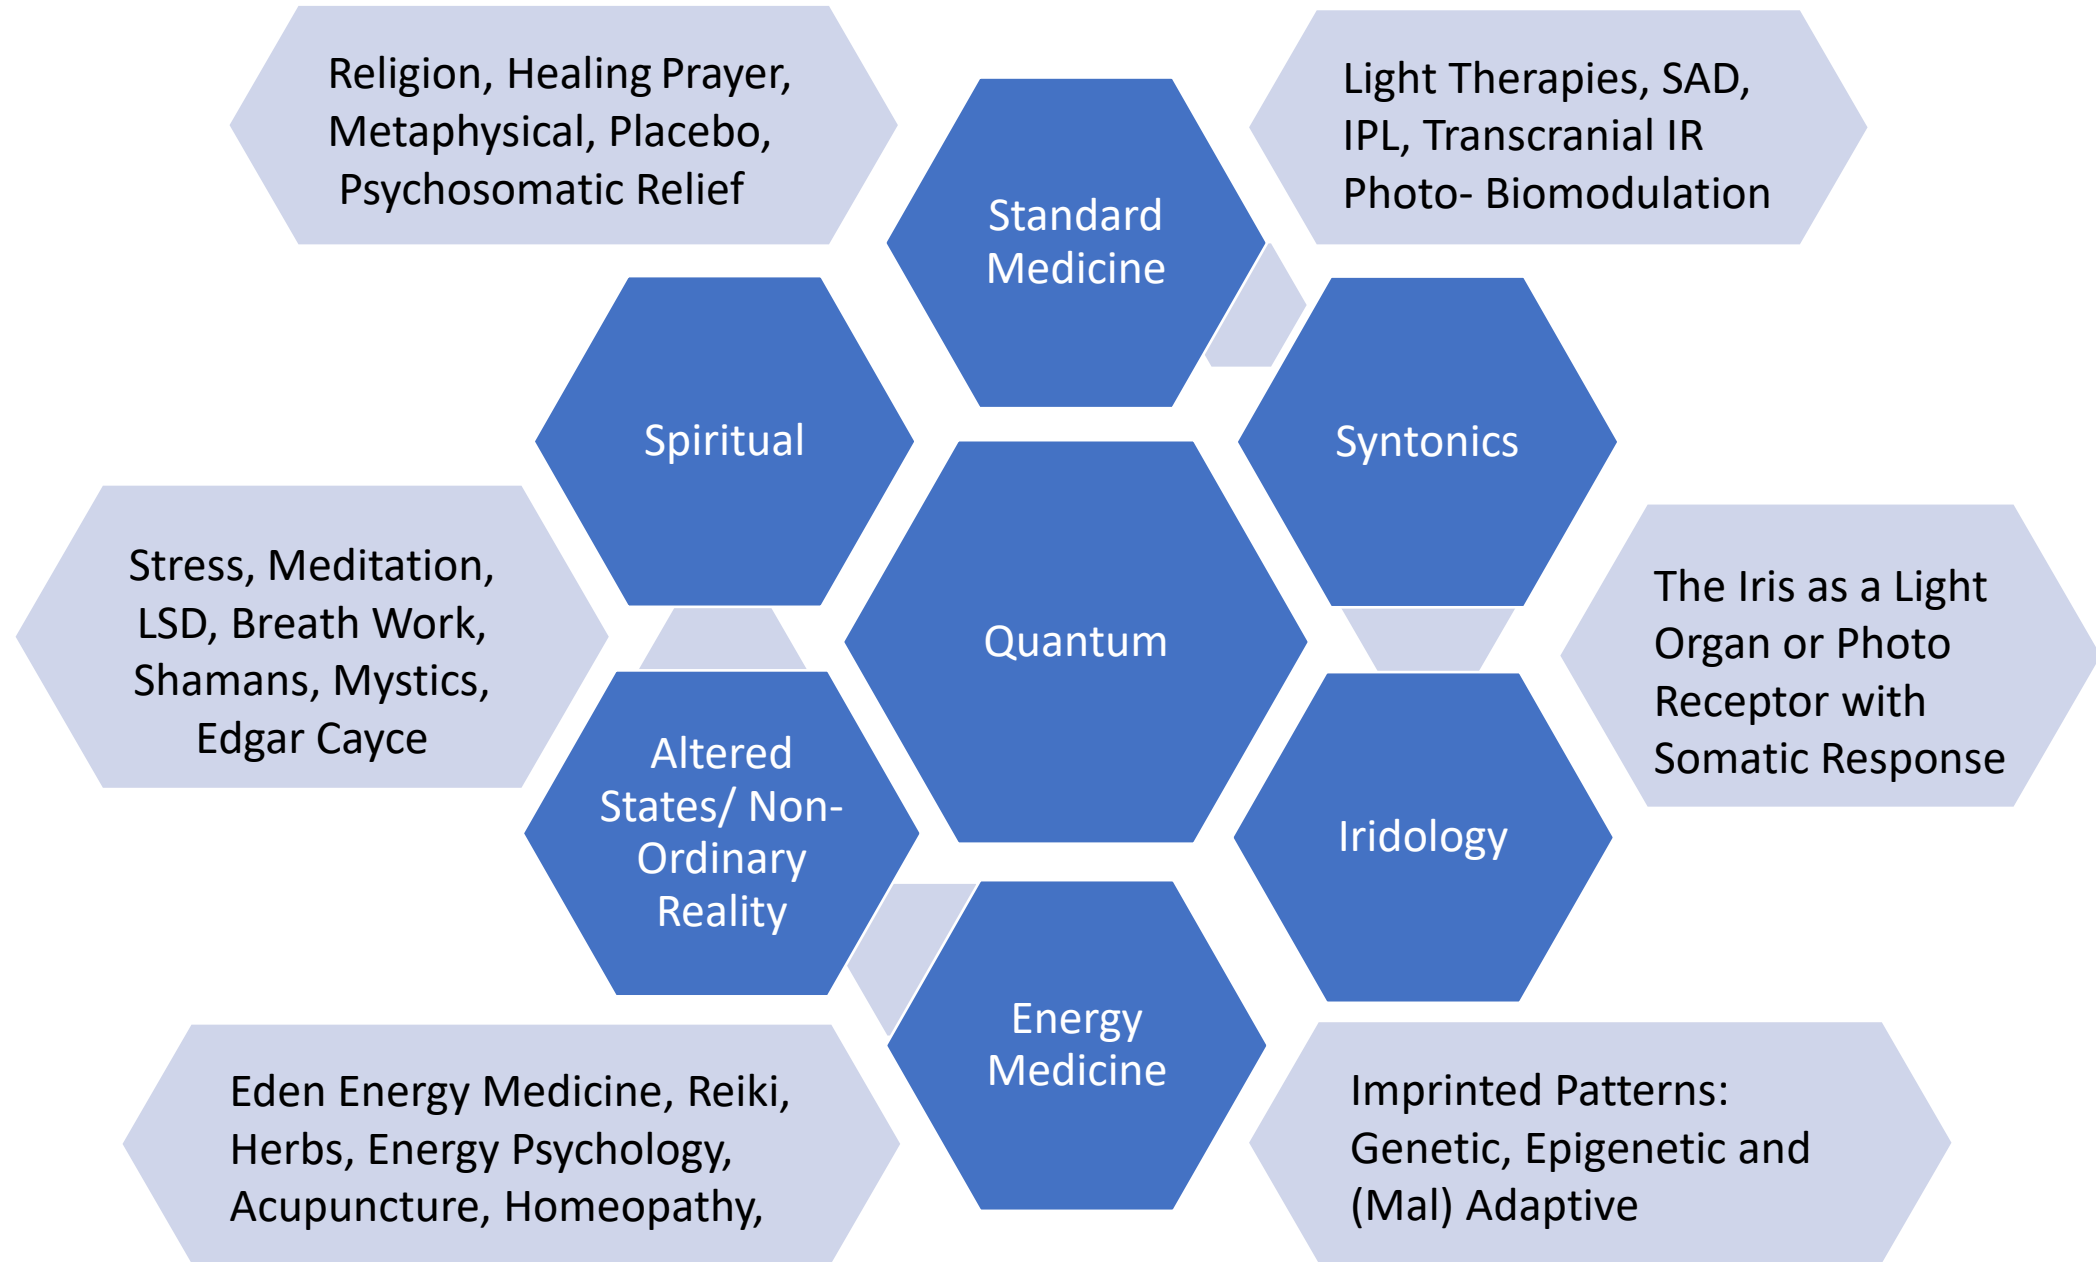 Religion, Healing Prayer,
Metaphysical, Placebo,
Psychosomatic Relief
Standard
Medicine
Light Therapies, SAD,
IPL, Transcranial IR
Photo- Biomodulation
Spiritual
Syntonics
Stress, Meditation,
LSD, Breath Work,
Shamans, Mystics,
Edgar Cayce
Quantum
The Iris as a Light
Organ or Photo
Receptor with
Somatic Response
Altered
States/ Non-
Ordinary
Reality
Iridology
Energy
Medicine
Eden Energy Medicine, Reiki,
Herbs, Energy Psychology,
Acupuncture, Homeopathy,
Imprinted Patterns:
Genetic, Epigenetic and
(Mal) Adaptive